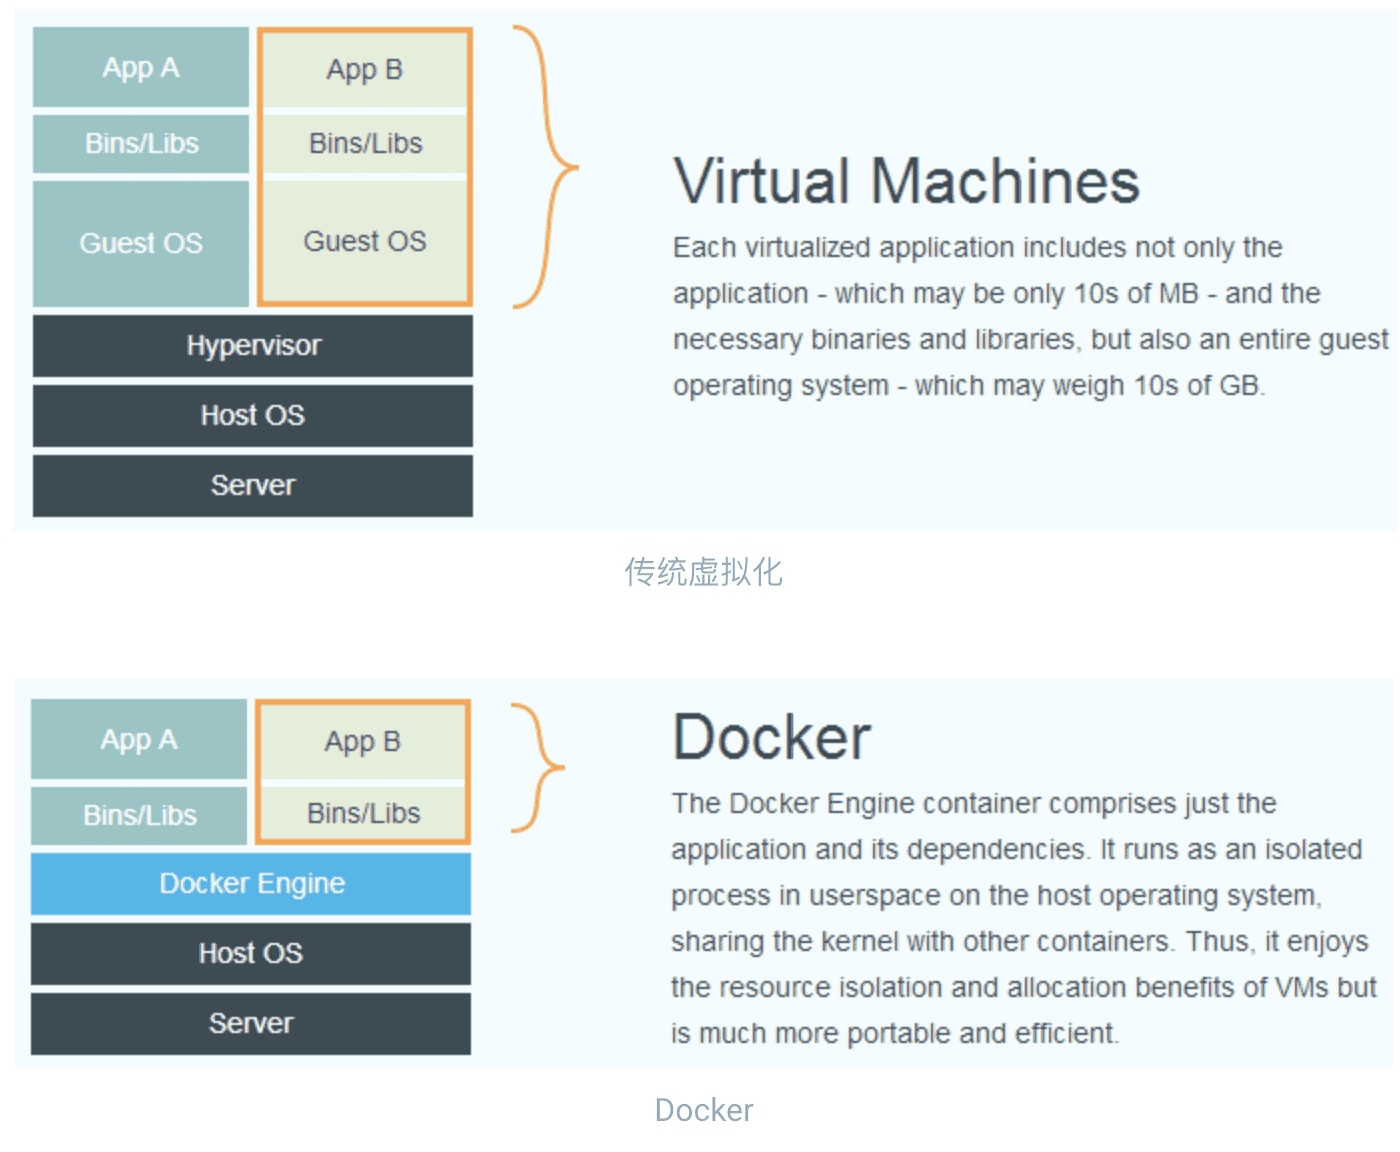 App A
App B
Bins/Libs
Bins/Libs
Guest OS
Guest OS
Hypervisor
Host OS
Server
Virtual Machines
Each virtualized application includes not only the
application - which may be only 10s of MB - and the
necessary binaries and libraries, but also an entire guest
operating system - which may weigh 10s of GB.
传统虚拟化
App A
App B
Bins/Libs
Bins/Libs
Docker Engine
Host OS
Server
Docker
The Docker Engine container comprises just the
application and its dependencies. It runs as an isolated
process in userspace on the host operating system,
sharing the kernel with other containers. Thus, it enjoys
the resource isolation and allocation benefits of VMs but
is much more portable and efficient.
Docker